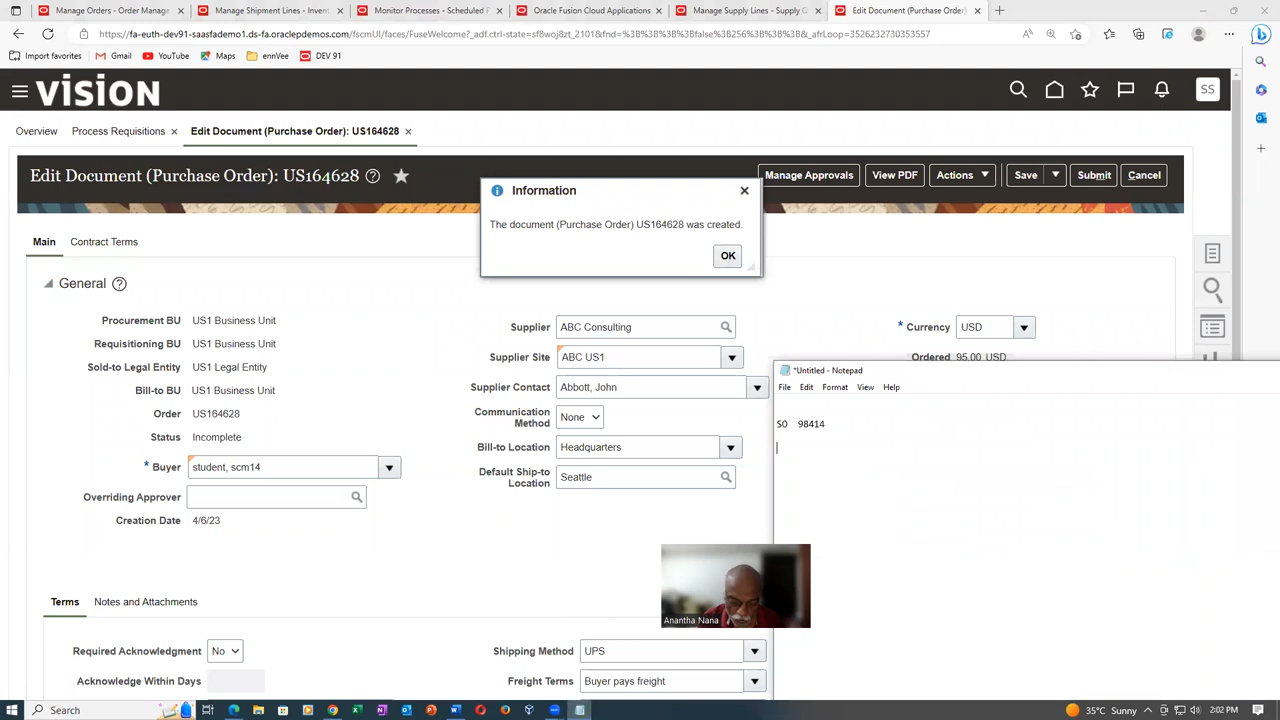 Manage Orders - Order Manage
Manage Shipment Lines - Invent
Monitor Processes - Scheduled P
Oracle Fusion Cloud Applications
Manage Supply Lines - Supply O
Edit Document (Purchase Order)
https://fa-euth-dev91-saasfademo1.ds-fa.oraclepdemos.com/fscmUI/faces/FuseWelcome?_adf.ctrl-state=sf8woj8zt_2101&fnd=%3B%3B%3B%3Bfalse%3B256%3B%3B%3B&_afrLoop=3526232730353557
Import favorites
Gmail
YouTube
Maps
ennVee
DEV 91
VISION
SS
Overview
Process Requisitions
Edit Document (Purchase Order): US164628
Edit Document (Purchase Order): US164628
Manage Approvals
View PDF
Actions
Save
Submit
Cancel
Information
The document (Purchase Order) US164628 was created.
OK
Main
Contract Terms
General
Procurement BU US1 Business Unit
Requisitioning BU US1 Business Unit
Sold-to Legal Entity US1 Legal Entity
Bill-to BU US1 Business Unit
Order US164628
Status Incomplete
* Buyer student, scm14
Overriding Approver
Creation Date 4/6/23
Supplier ABC Consulting
Supplier Site ABC US1
Supplier Contact Abbott, John
Communication Method None
Bill-to Location Headquarters
Default Ship-to Location Seattle
* Currency USD
Ordered 95.00 USD
*Untitled - Notepad
File Edit Format View Help
SO 98414
Anantha Nana
Terms
Notes and Attachments
Required Acknowledgment No
Acknowledge Within Days
Shipping Method UPS
Freight Terms Buyer pays freight
Search
35°C Sunny
2:02 PM